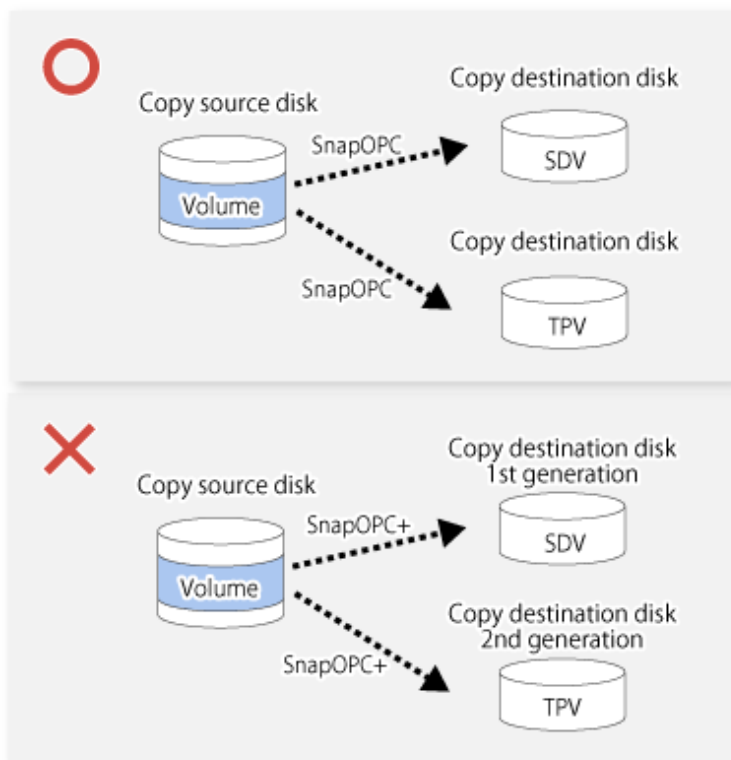 Copy destination disk
Copy source disk
SnapOPC
SDV
Volume
Copy destination disk
SnapOPC
TPV
Copy destination disk
1st generation
Copy source disk
SnapOPC+
SDV
Volume
Copy destination disk
2nd generation
SnapOPC+
TPV